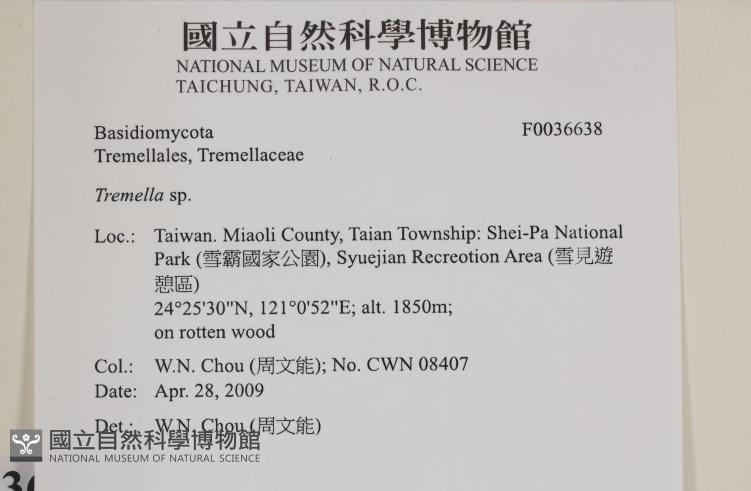 國立自然科學博物館
NATIONAL MUSEUM OF NATURAL SCIENCE
TAICHUNG, TAIWAN, R.O.C.
Basidiomycota F0036638
Tremellales, Tremellaceae
Tremella sp.
Loc.: Taiwan. Miaoli County, Taian Township: Shei-Pa National
Park (雪霸國家公園), Syuejian Recreotion Area (雪見遊
憩區)
24°25'30"N, 121°0'52"E; alt. 1850m;
on rotten wood
Col.: W.N. Chou (周文能); No. CWN 08407
Date: Apr. 28, 2009
Det.: W.N. Chou (周文能)
國立自然科學博物館
NATIONAL MUSEUM OF NATURAL SCIENCE